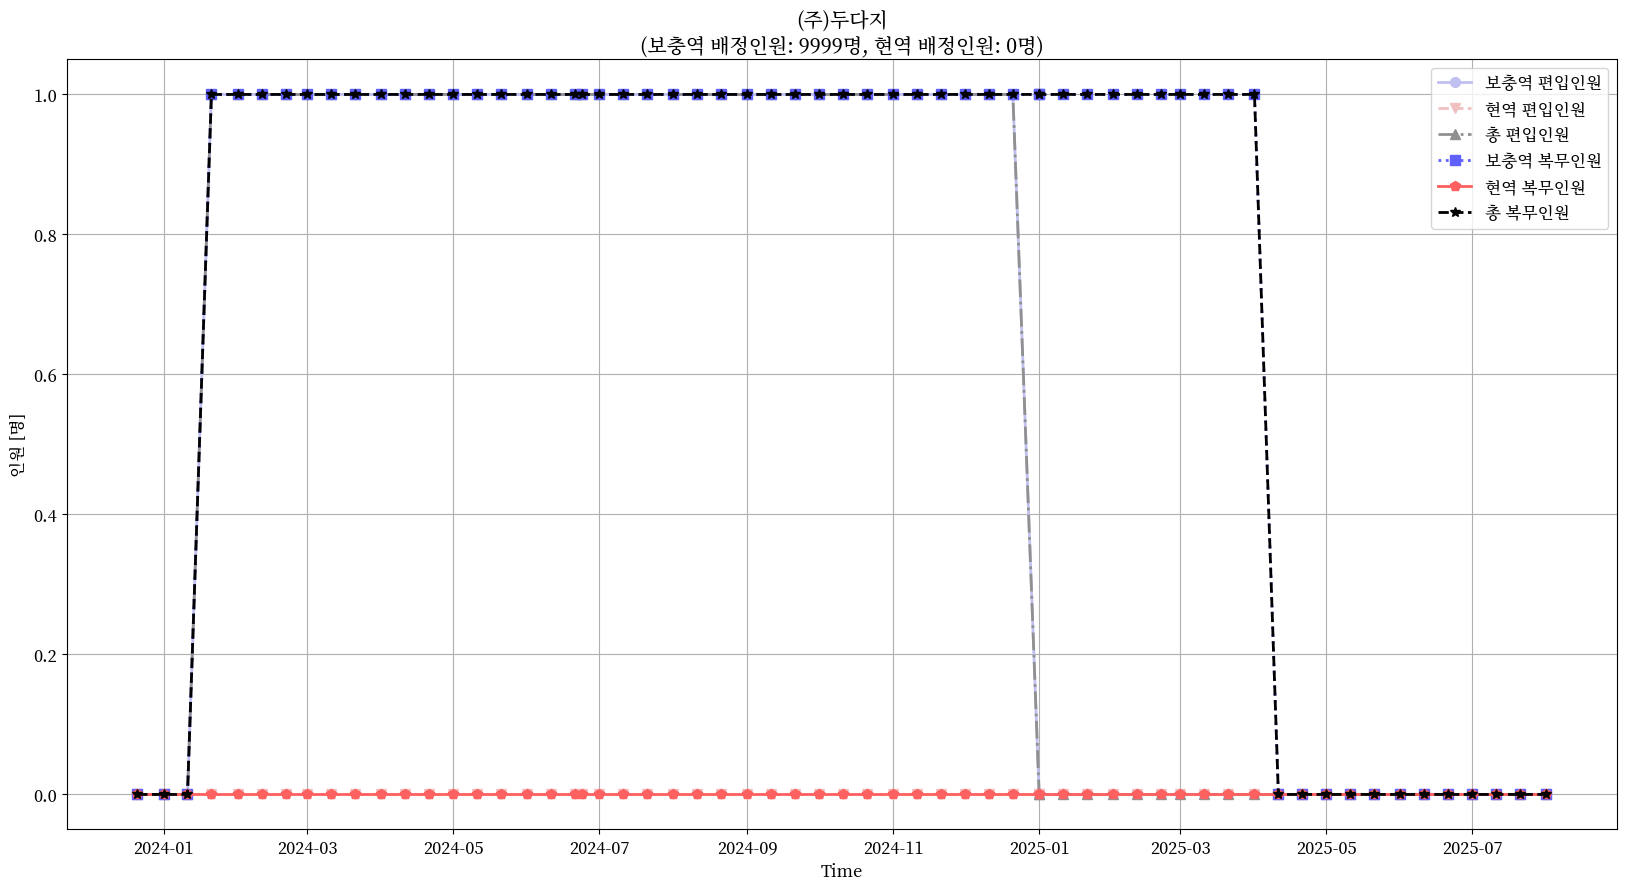 (주)두다지
(보충역 배정인원: 9999명, 현역 배정인원: 0명)
보충역 편입인원
현역 편입인원
총 편입인원
보충역 복무인원
현역 복무인원
총 복무인원
인원 [명]
1.0
0.8
0.6
0.4
0.2
0.0
2024-01
2024-03
2024-05
2024-07
2024-09
2024-11
2025-01
2025-03
2025-05
2025-07
Time